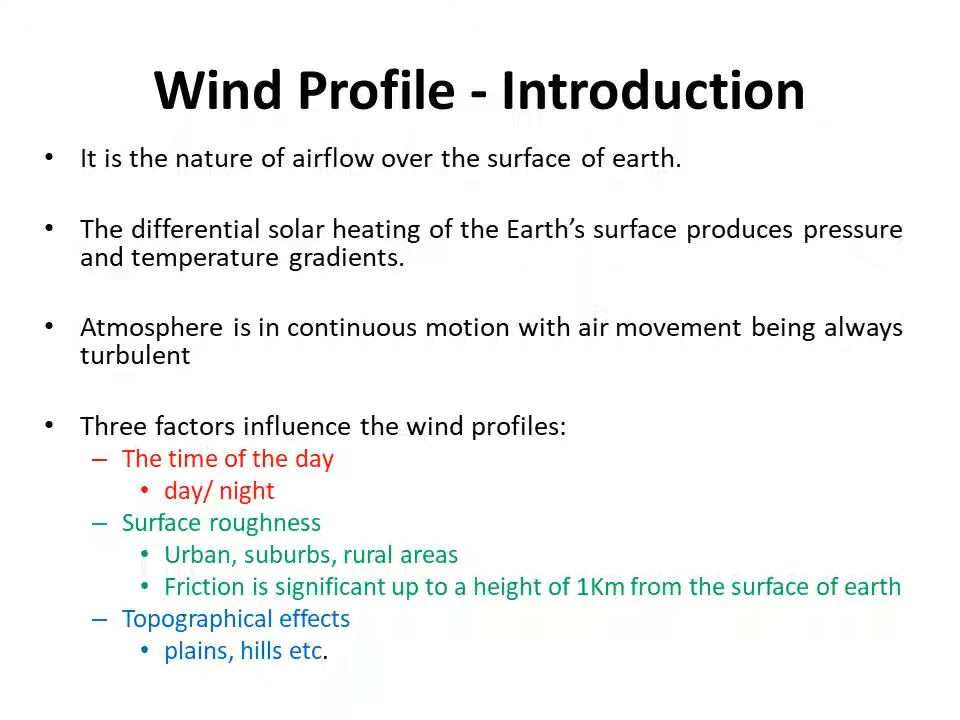 Wind Profile - Introduction
• It is the nature of airflow over the surface of earth.
• The differential solar heating of the Earth’s surface produces pressure
and temperature gradients.
• Atmosphere is in continuous motion with air movement being always
turbulent
• Three factors influence the wind profiles:
– The time of the day
• day/ night
– Surface roughness
• Urban, suburbs, rural areas
• Friction is significant up to a height of 1Km from the surface of earth
– Topographical effects
• plains, hills etc.